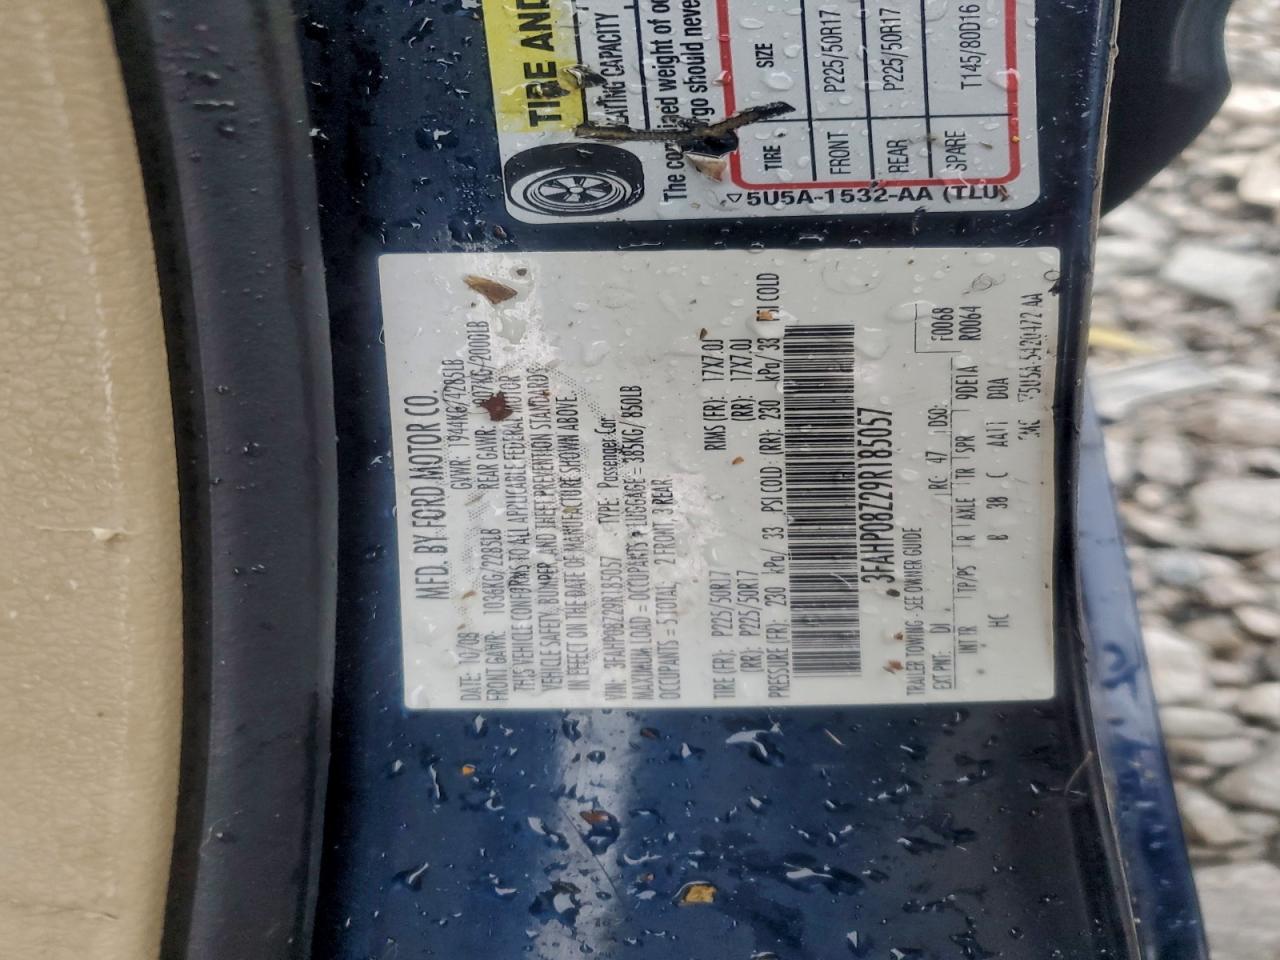 TIRE AND
SEATING CAPACITY
The combined weight of oc
rgo should neve
TIRE SIZE
FRONT P225/50R17
REAR P225/50R17
SPARE T145/80D16
5U5A-1532-AA (TLU)
MFD. BY FORD MOTOR CO.
DATE: 10/08 GVWR: 1944KG/4285LB
FRONT GAWR: 1036KG/2285LB REAR GAWR: 907KG/2000LB
THIS VEHICLE CONFORMS TO ALL APPLICABLE FEDERAL MOTOR
VEHICLE SAFETY, BUMPER, AND THEFT PREVENTION STANDARDS
IN EFFECT ON THE DATE OF MANUFACTURE SHOWN ABOVE.
VIN: 3FAHP08Z29R185057 TYPE: Passenger Car
MAXIMUM LOAD = OCCUPANTS + LUGGAGE = 385KG/850LB
OCCUPANTS = 5 TOTAL, 2 FRONT 3 REAR
TIRE (FR): P225/50R17 RIMS (FR): 17X7.0J
(RR): P225/50R17 (RR): 17X7.0J
PRESSURE (FR): 230 kPa/ 33 PSI COLD (RR): 230 kPa/ 33 PSI COLD
3FAHP08Z29R185057
TRAILER TOWING - SEE OWNER GUIDE
F0068
R0064
EXT PNT: DI RC: 47 DSO:
INT TR TP/PS R AXLE TR SPR 9DE1A
HC B 38 C AA11 D0A
5U5A-5420472 AA